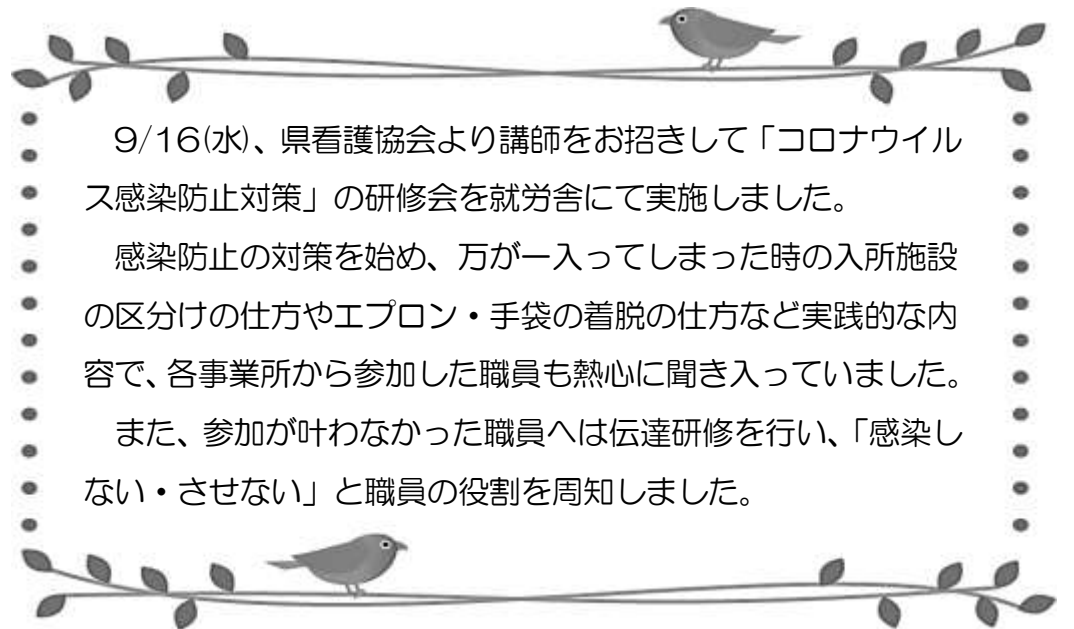 9/16(水)、県看護協会より講師をお招きして「コロナウイル
ス感染防止対策」の研修会を就労舎にて実施しました。
　感染防止の対策を始め、万が一入ってしまった時の入所施設
の区分けの仕方やエプロン・手袋の着脱の仕方など実践的な内
容で、各事業所から参加した職員も熱心に聞き入っていました。
　また、参加が叶わなかった職員へは伝達研修を行い、「感染し
ない・させない」と職員の役割を周知しました。